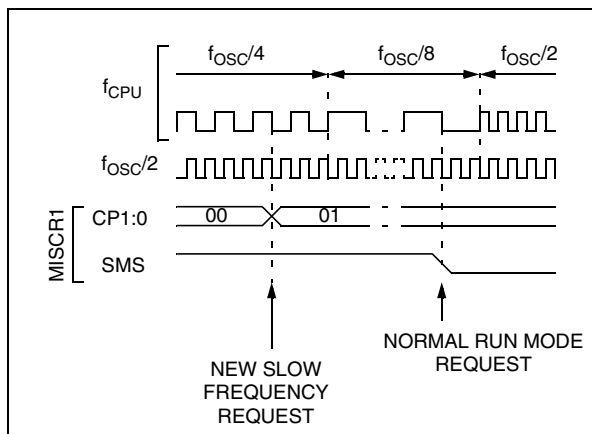 fOSC/4 fOSC/8 fOSC/2
fCPU
fOSC/2
MISCR1
CP1:0 00 01
SMS
NEW SLOW
FREQUENCY
REQUEST
NORMAL RUN MODE
REQUEST